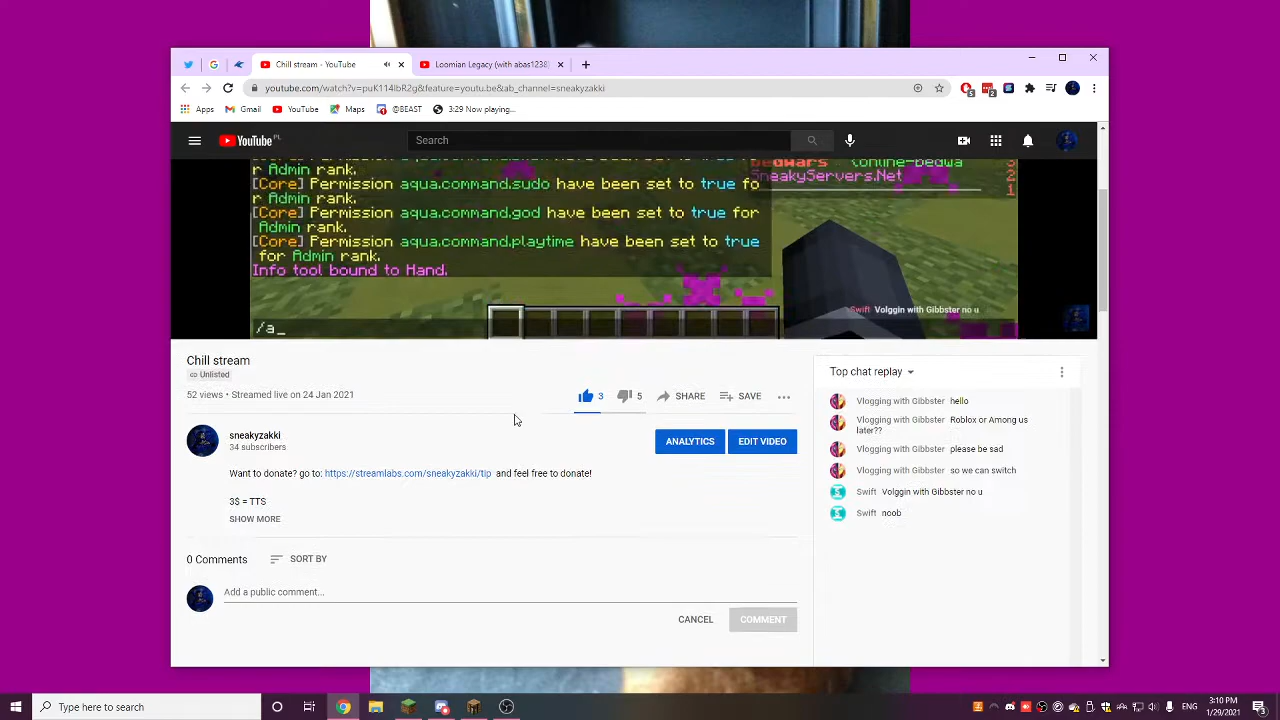 Chill stream - YouTube
Loomian Legacy (with abas1238)
&feature=youtu.be&ab_channel=sneakyzakki
Apps
Gmail
YouTube
Maps
@BEAST
3:29 Now playing...
3
2
YouTube PL
Search
r Admin rank.
[Core] Permission aqua.command.sudo have been set to true fo
r Admin rank.
[Core] Permission aqua.command.god have been set to true for
Admin rank.
[Core] Permission aqua.command.playtime have been set to true
for Admin rank.
Info tool bound to Hand.
/a_
SneakyServers.Net
3
2
1
Swift Volggin with Gibbster no u
Chill stream
Unlisted
52 views • Streamed live on 24 Jan 2021
3
5
SHARE
SAVE
sneakyzakki
34 subscribers
ANALYTICS
EDIT VIDEO
Want to donate? go to: https://streamlabs.com/sneakyzakki/tip and feel free to donate!
3$ = TTS
SHOW MORE
0 Comments
SORT BY
Add a public comment...
CANCEL
COMMENT
Top chat replay
Vlogging with Gibbster hello
Vlogging with Gibbster Roblox or Among us
later??
Vlogging with Gibbster please be sad
Vlogging with Gibbster so we can switch
Swift Volggin with Gibbster no u
Swift noob
Type here to search
3:10 PM
1/29/2021